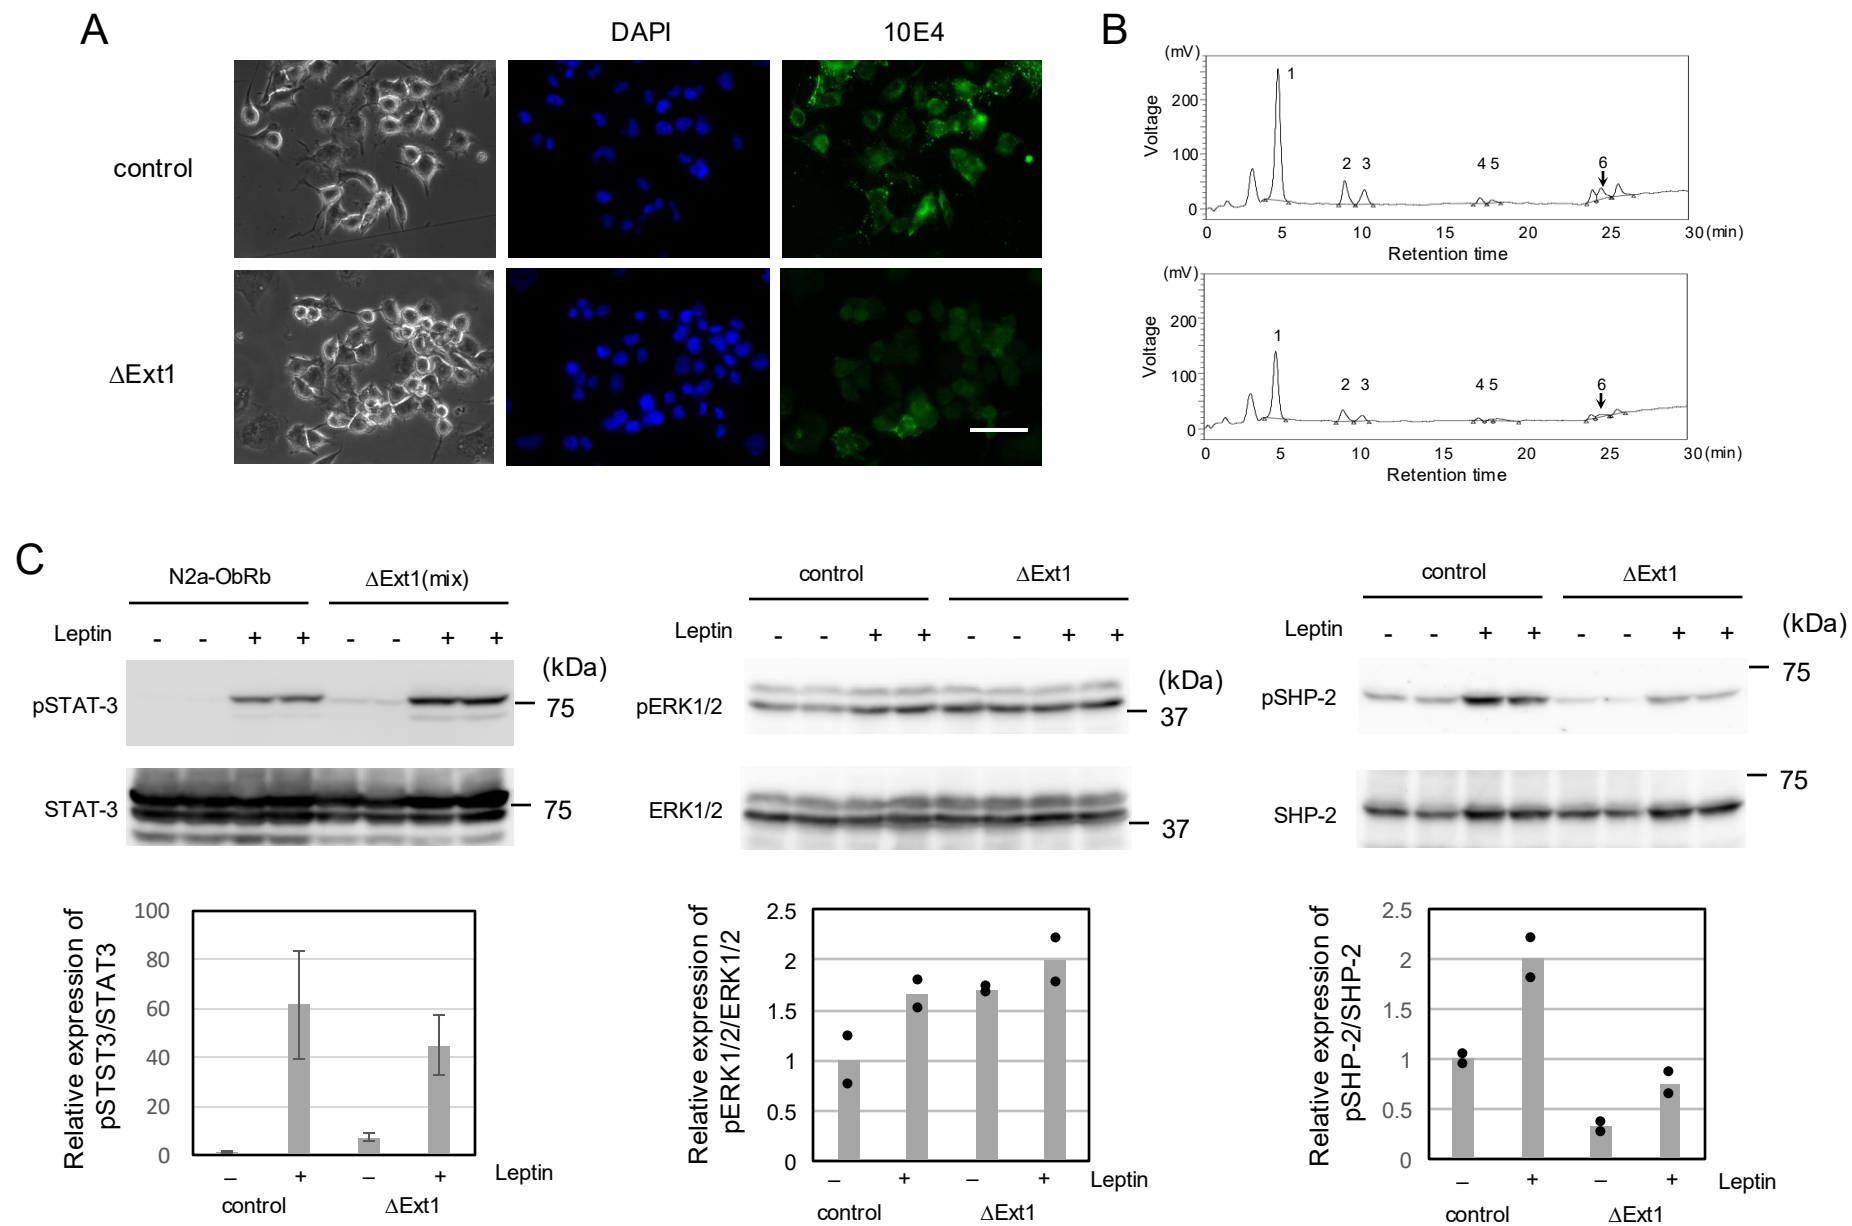 A
DAPI
10E4
control
ΔExt1
B
(mV)
200
100
0
Voltage
1
2 3
4 5
6
0 5 10 15 20 25 30 (min)
Retention time
(mV)
200
100
0
Voltage
1
2 3
4 5
6
0 5 10 15 20 25 30 (min)
Retention time
C
N2a-ObRb ΔExt1(mix)
Leptin - - + + - - + +
(kDa)
pSTAT-3
75
STAT-3
75
control ΔExt1
Leptin - - + + - - + +
(kDa)
pERK1/2
37
ERK1/2
37
control ΔExt1
Leptin - - + + - - + +
(kDa)
75
pSHP-2
75
SHP-2
Relative expression of
pSTST3/STAT3
100
80
60
40
20
0
– + – + Leptin
control ΔExt1
Relative expression of
pERK1/2/ERK1/2
2.5
2
1.5
1
0.5
0
– + – + Leptin
control ΔExt1
Relative expression of
pSHP-2/SHP-2
2.5
2
1.5
1
0.5
0
– + – + Leptin
control ΔExt1